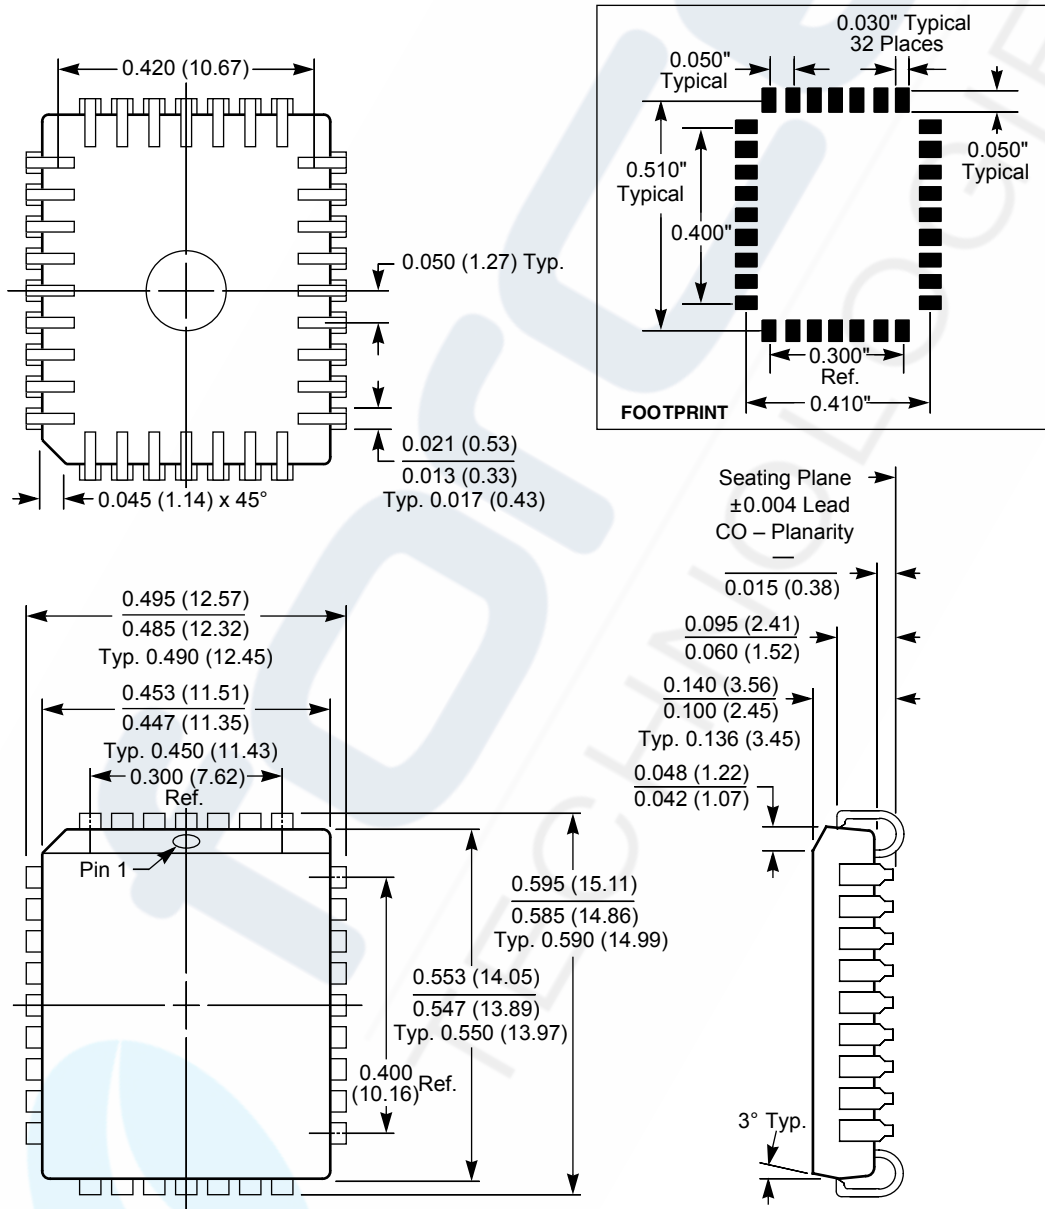 0.420 (10.67)
0.050 (1.27) Typ.
0.021 (0.53)
0.013 (0.33)
Typ. 0.017 (0.43)
0.045 (1.14) x 45°
0.030" Typical
32 Places
0.050"
Typical
0.050"
Typical
0.510"
Typical
0.400"
0.300"
Ref.
0.410"
FOOTPRINT
Seating Plane
±0.004 Lead
CO – Planarity
—
0.015 (0.38)
0.095 (2.41)
0.060 (1.52)
0.140 (3.56)
0.100 (2.45)
Typ. 0.136 (3.45)
0.048 (1.22)
0.042 (1.07)
3° Typ.
0.495 (12.57)
0.485 (12.32)
Typ. 0.490 (12.45)
0.453 (11.51)
0.447 (11.35)
Typ. 0.450 (11.43)
0.300 (7.62)
Ref.
Pin 1
0.595 (15.11)
0.585 (14.86)
Typ. 0.590 (14.99)
0.553 (14.05)
0.547 (13.89)
Typ. 0.550 (13.97)
0.400
(10.16)
Ref.